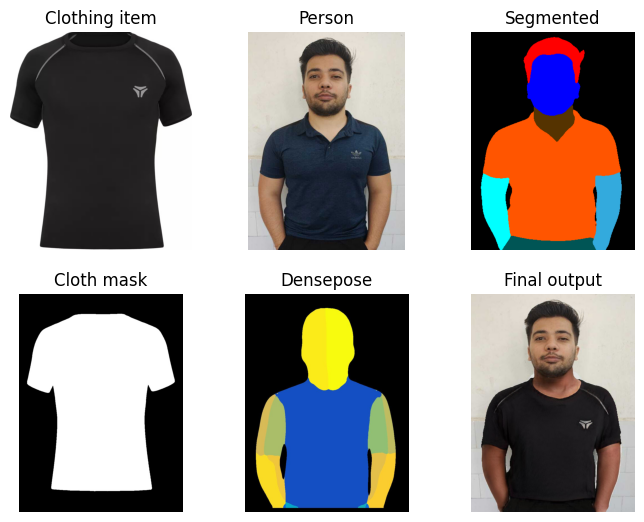 Clothing item
Person
Segmented
Cloth mask
Densepose
Final output